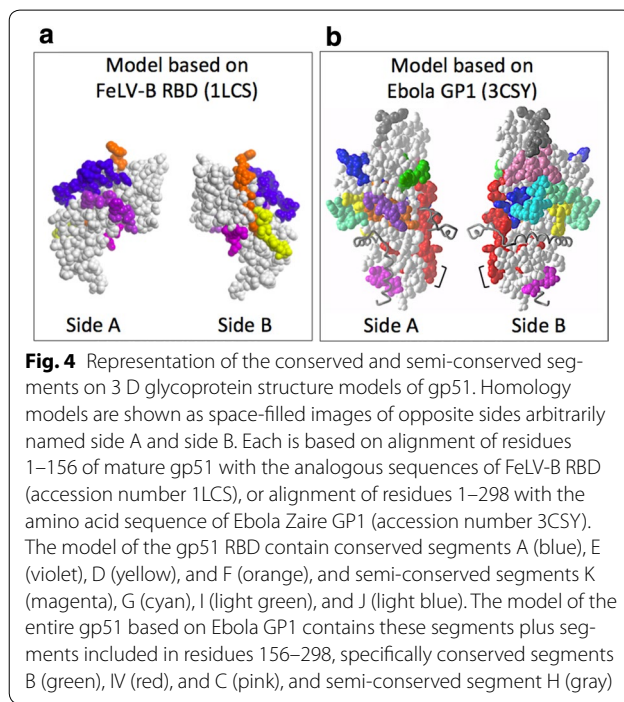 a
b
Model based on
FeLV-B RBD (1LCS)
Model based on
Ebola GP1 (3CSY)
Side A
Side B
Side A
Side B
Fig. 4 Representation of the conserved and semi-conserved seg-
ments on 3 D glycoprotein structure models of gp51. Homology
models are shown as space-filled images of opposite sides arbitrarily
named side A and side B. Each is based on alignment of residues
1–156 of mature gp51 with the analogous sequences of FeLV-B RBD
(accession number 1LCS), or alignment of residues 1–298 with the
amino acid sequence of Ebola Zaire GP1 (accession number 3CSY).
The model of the gp51 RBD contain conserved segments A (blue), E
(violet), D (yellow), and F (orange), and semi-conserved segments K
(magenta), G (cyan), I (light green), and J (light blue). The model of the
entire gp51 based on Ebola GP1 contains these segments plus seg-
ments included in residues 156–298, specifically conserved segments
B (green), IV (red), and C (pink), and semi-conserved segment H (gray)